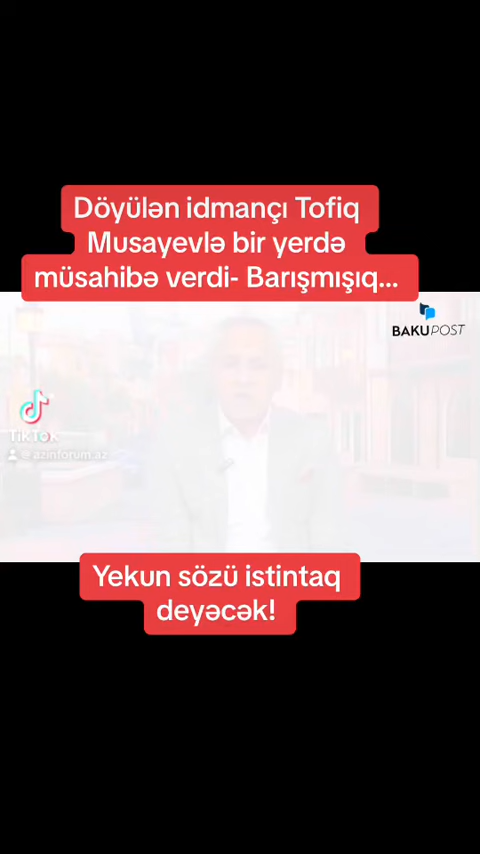 Döyülən idmançı Tofiq
Musayevlə bir yerdə
müsahibə verdi- Barışmışıq...
BAKUPOST
TikTok
@azinforum.az
Yekun sözü istintaq
deyəcək!